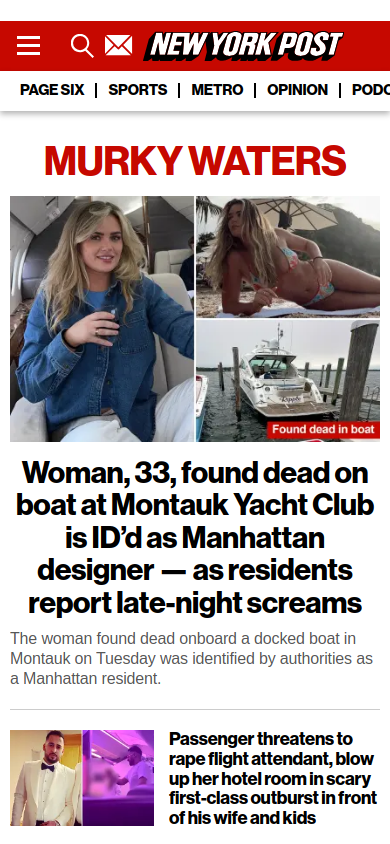 NEW YORK POST
PAGE SIX | SPORTS | METRO | OPINION | PODC
MURKY WATERS
Found dead in boat
Woman, 33, found dead on
boat at Montauk Yacht Club
is ID’d as Manhattan
designer — as residents
report late-night screams
The woman found dead onboard a docked boat in
Montauk on Tuesday was identified by authorities as
a Manhattan resident.
Passenger threatens to
rape flight attendant, blow
up her hotel room in scary
first-class outburst in front
of his wife and kids